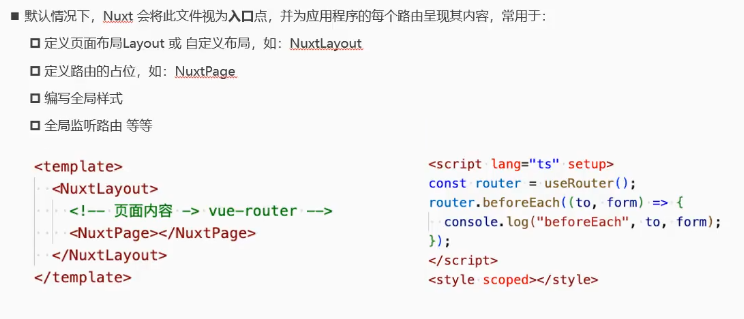 ■ 默认情况下，Nuxt 会将此文件视为入口点，并为应用程序的每个路由呈现其内容，常用于：
定义页面布局Layout 或 自定义布局，如：NuxtLayout
定义路由的占位，如：NuxtPage
编写全局样式
全局监听路由 等等
<template>
<NuxtLayout>
<!-- 页面内容 -> vue-router -->
<NuxtPage></NuxtPage>
</NuxtLayout>
</template>
<script lang="ts" setup>
const router = useRouter();
router.beforeEach((to, form) => {
console.log("beforeEach", to, form);
});
</script>
<style scoped></style>